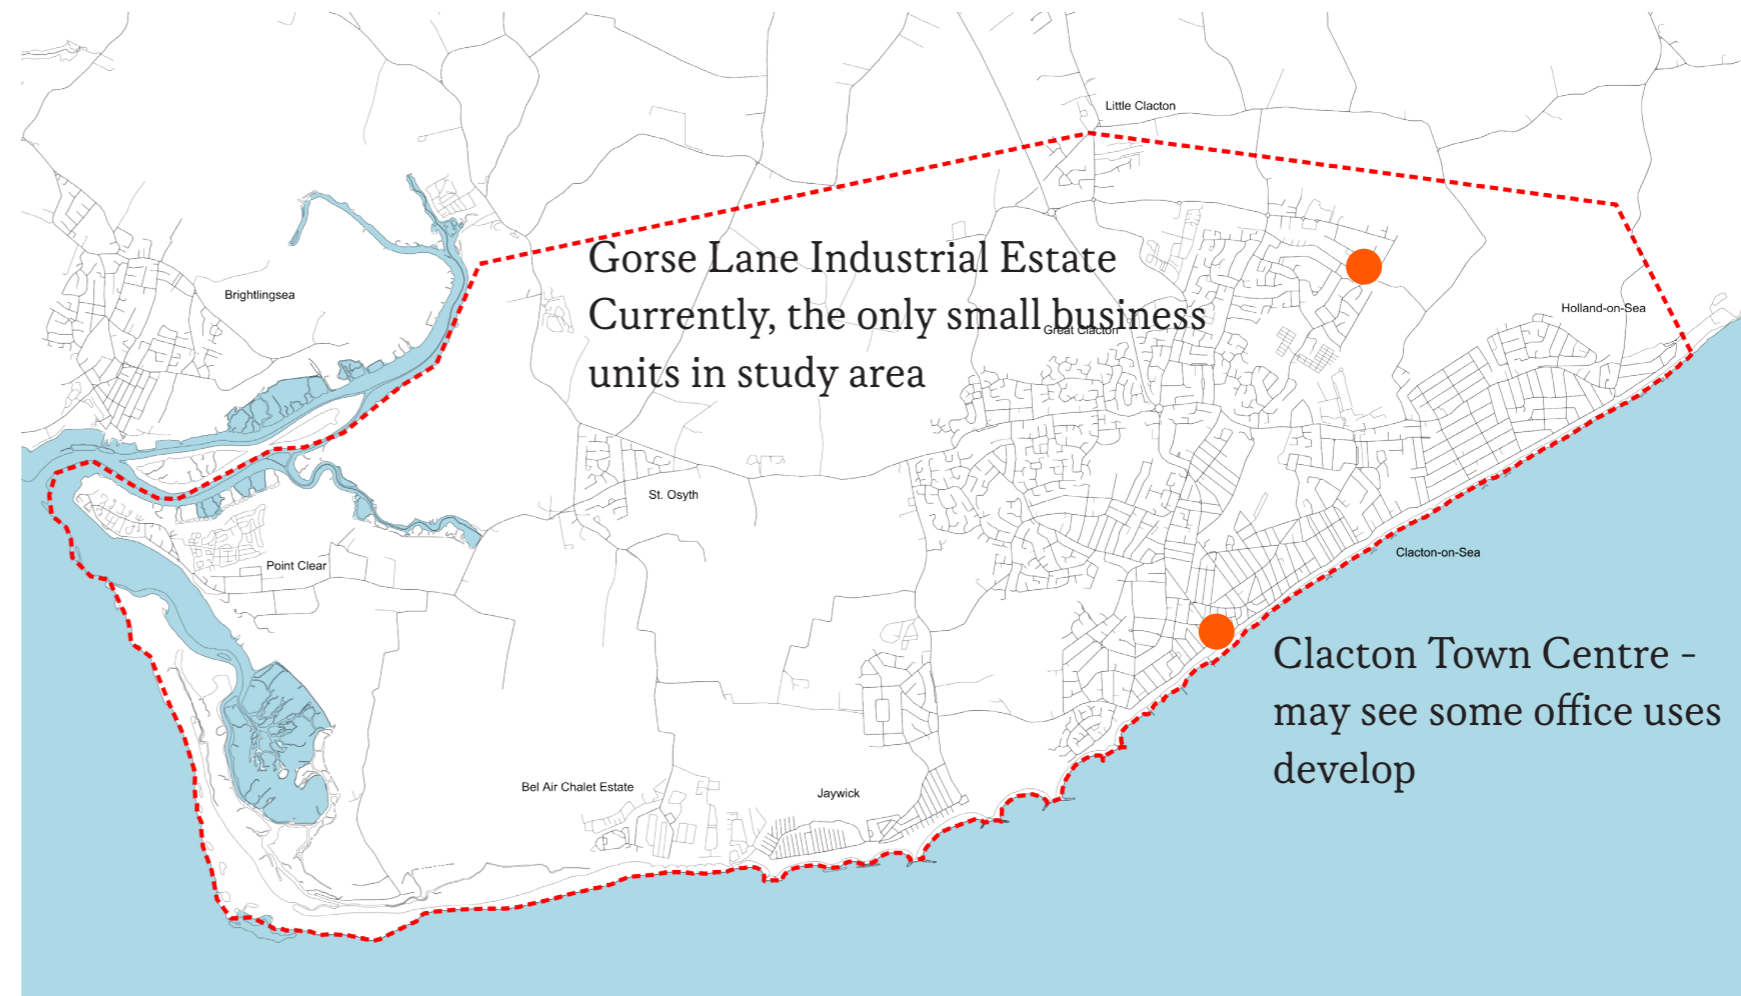 Little Clacton
Gorse Lane Industrial Estate
Currently, the only small business
units in study area
Brightlingsea
Holland-on-Sea
Great Clacton
St. Osyth
Clacton-on-Sea
Point Clear
Clacton Town Centre -
may see some office uses
develop
Bel Air Chalet Estate
Jaywick